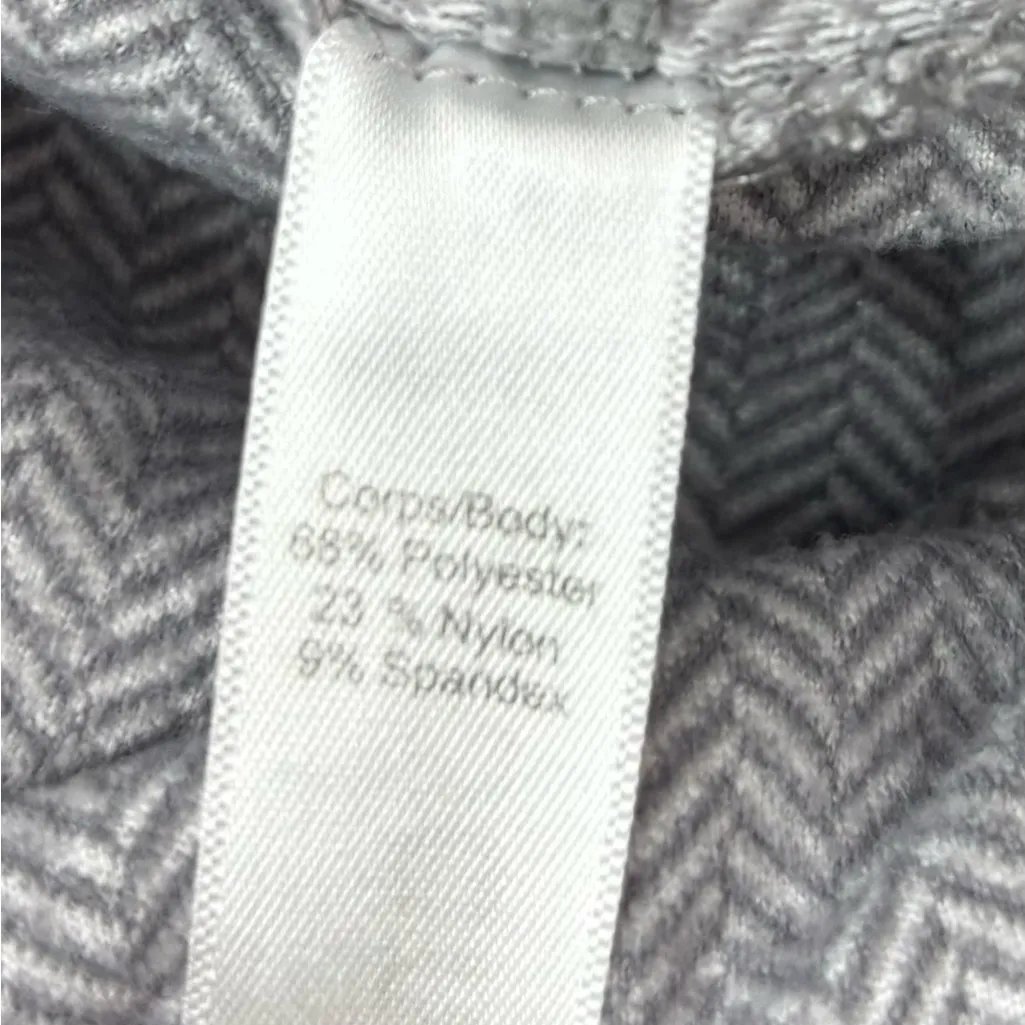 Corps/Body:
68% Polyester
23 % Nylon
9% Spandex